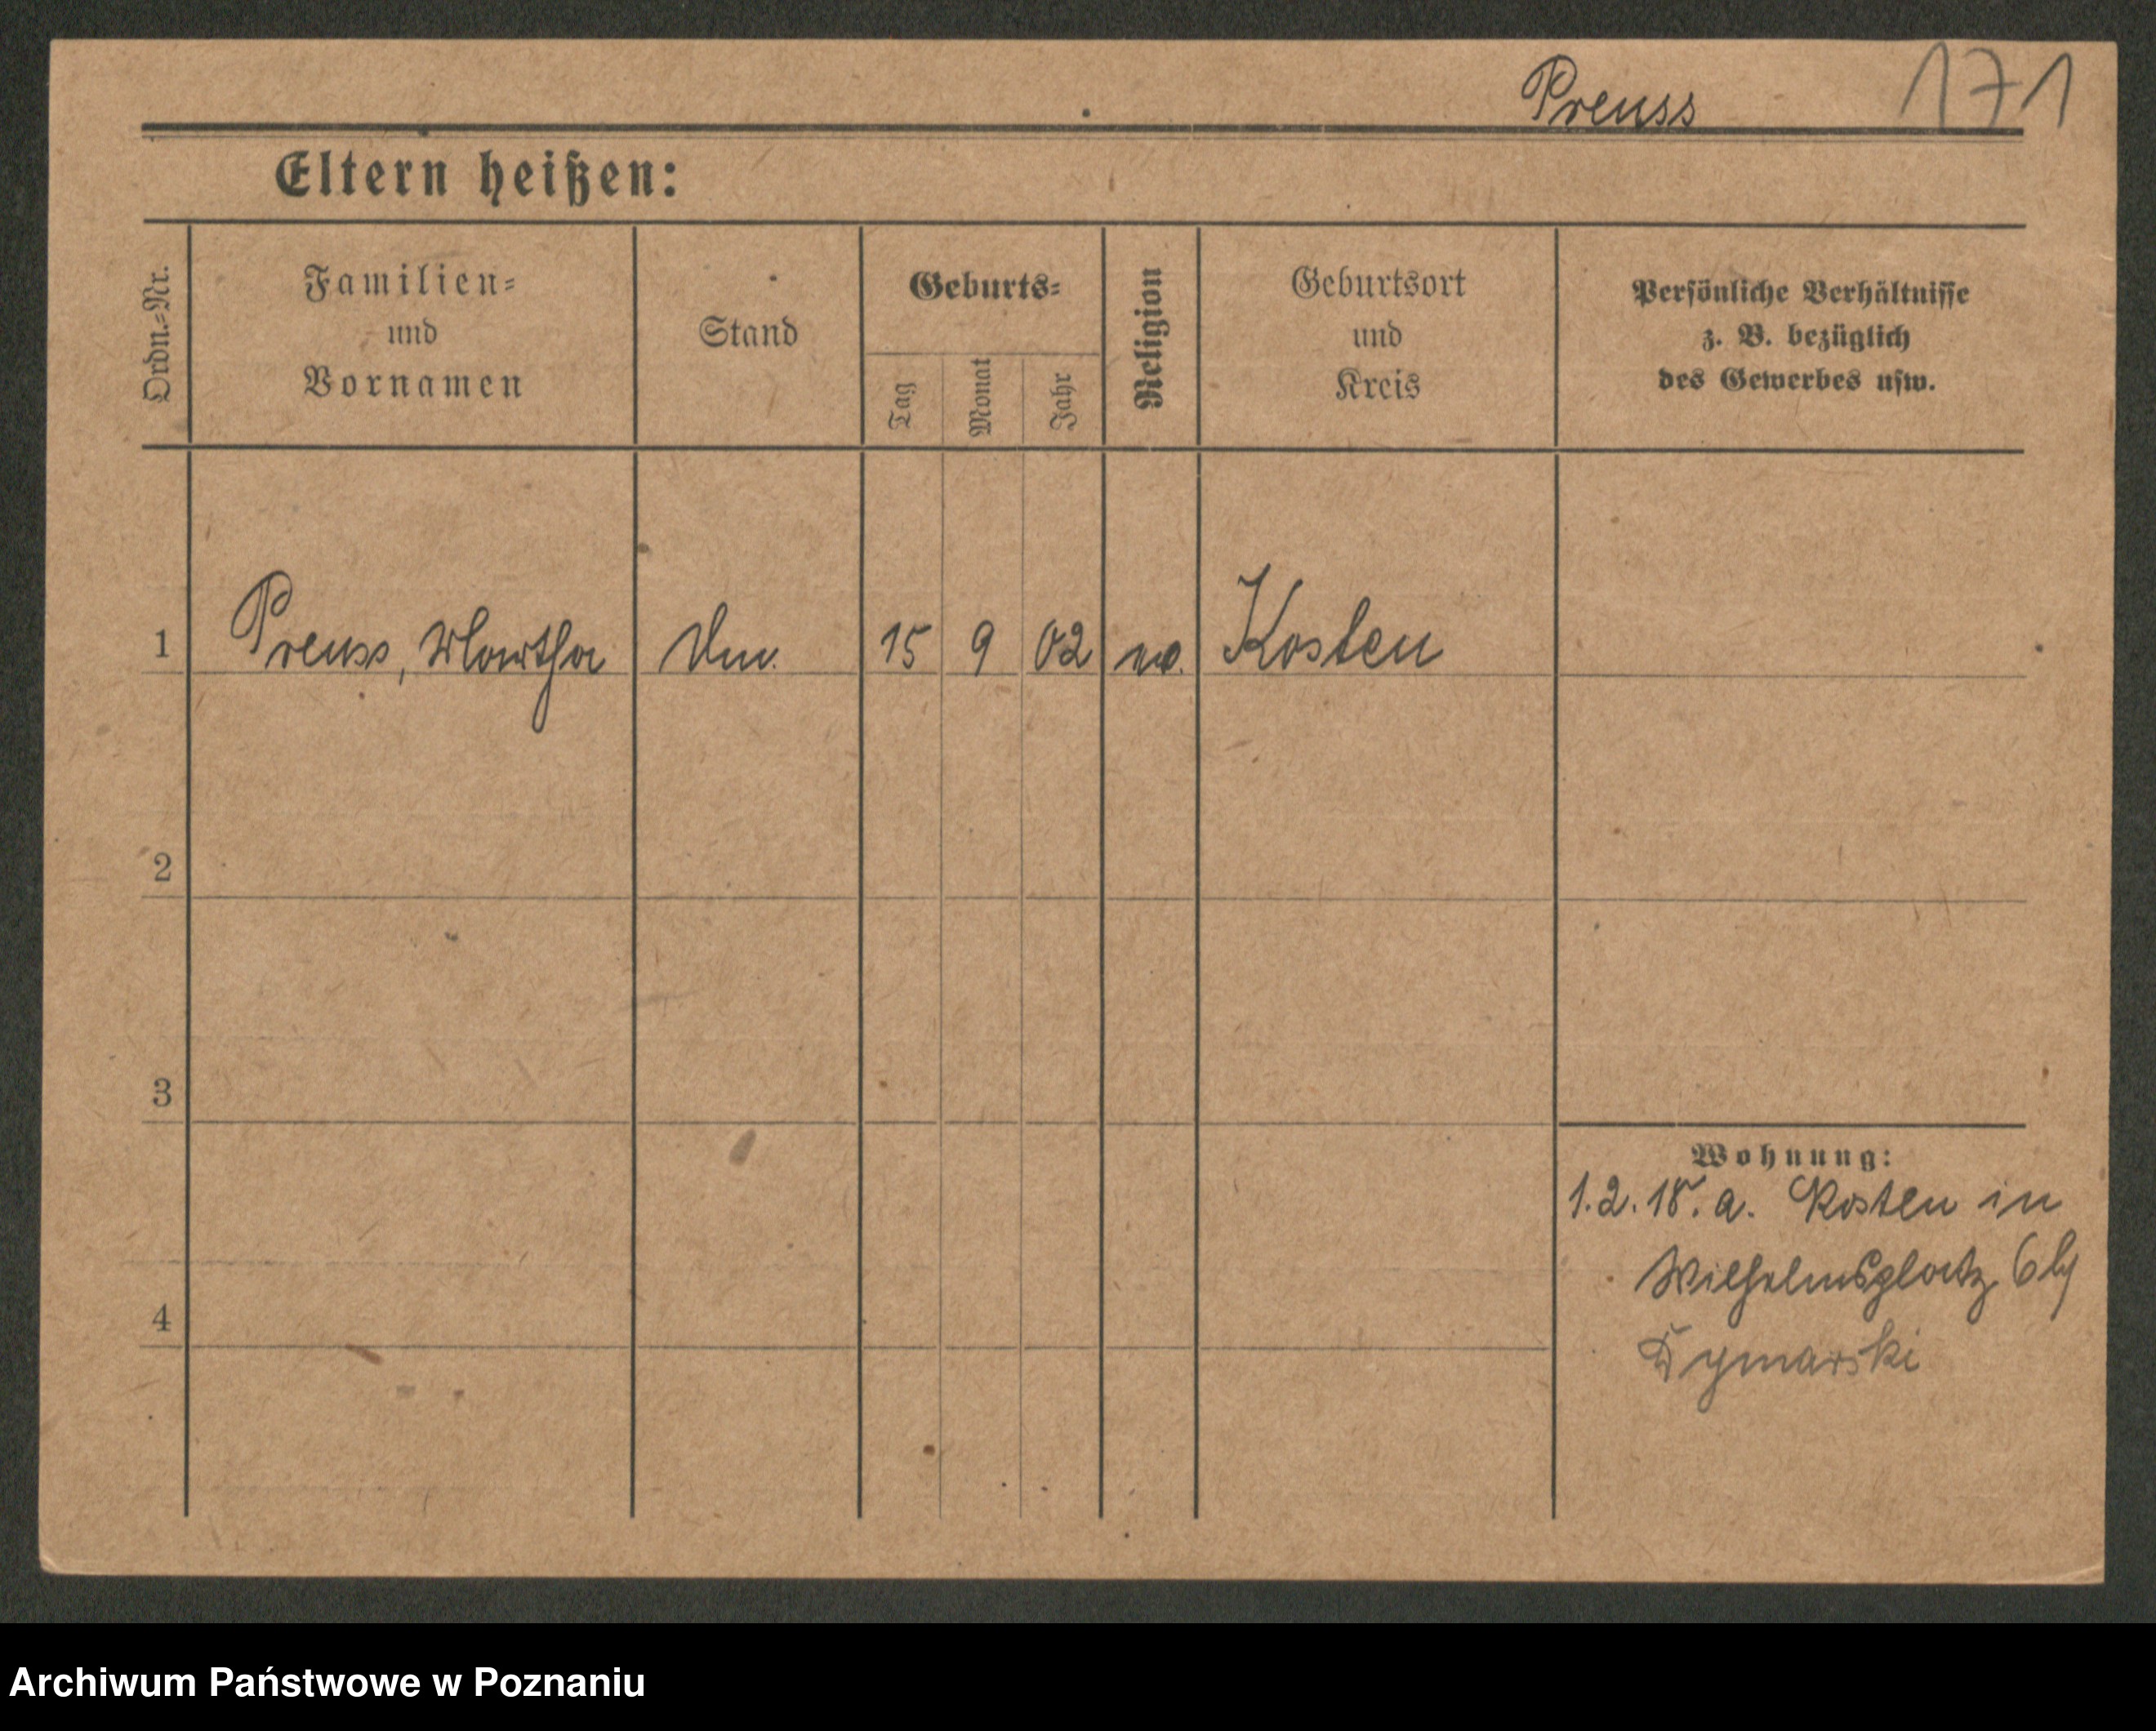 Preuss 171
Eltern heißen:
Ordn.-Nr.
Familien-
und
Vornamen
Stand
Geburts-
Tag
Monat
Jahr
Religion
Geburtsort
und
Kreis
Persönliche Verhältnisse
z. B. bezüglich
des Gewerbes usw.
1 Preuss, Martha 15 9 02 Kosten
2
3
4
Wohnung:
1.2.18. a. Kosten in
Wilhelmsplatz 6
Dymarski
Archiwum Państwowe w Poznaniu